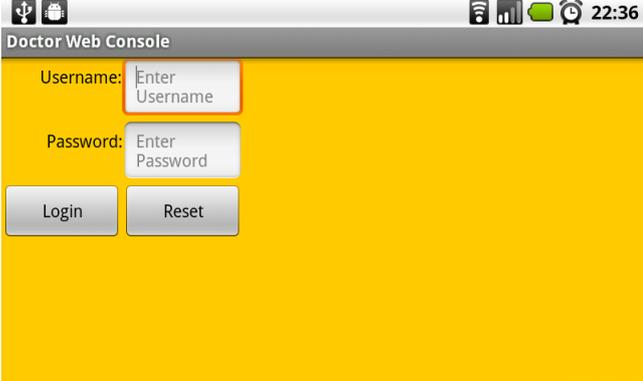 22:36
Doctor Web Console
Username:
Enter
Username
Password:
Enter
Password
Login
Reset